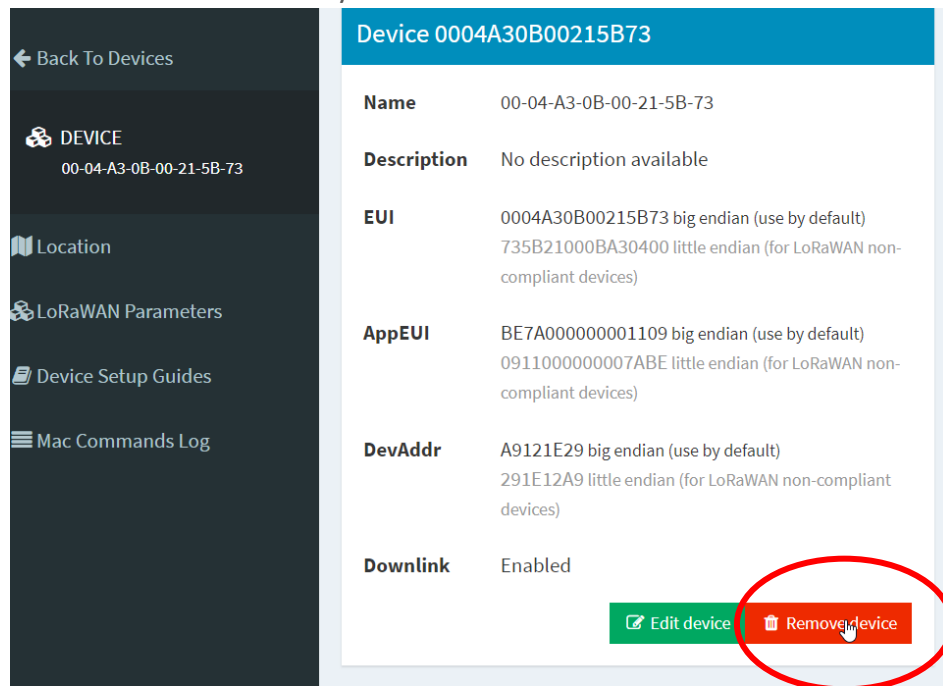 Back To Devices
DEVICE
00-04-A3-0B-00-21-5B-73
Location
LoRaWAN Parameters
Device Setup Guides
Mac Commands Log
Device 0004A30B00215B73
Name 00-04-A3-0B-00-21-5B-73
Description No description available
EUI 0004A30B00215B73 big endian (use by default)
735B21000BA30400 little endian (for LoRaWAN non-
compliant devices)
AppEUI BE7A000000001109 big endian (use by default)
0911000000007ABE little endian (for LoRaWAN non-
compliant devices)
DevAddr A9121E29 big endian (use by default)
291E12A9 little endian (for LoRaWAN non-compliant
devices)
Downlink Enabled
Edit device Remove device